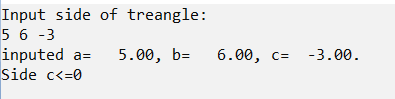 Input side of treangle:
5 6 -3
inputed a=   5.00, b=   6.00, c=  -3.00.
Side c<=0